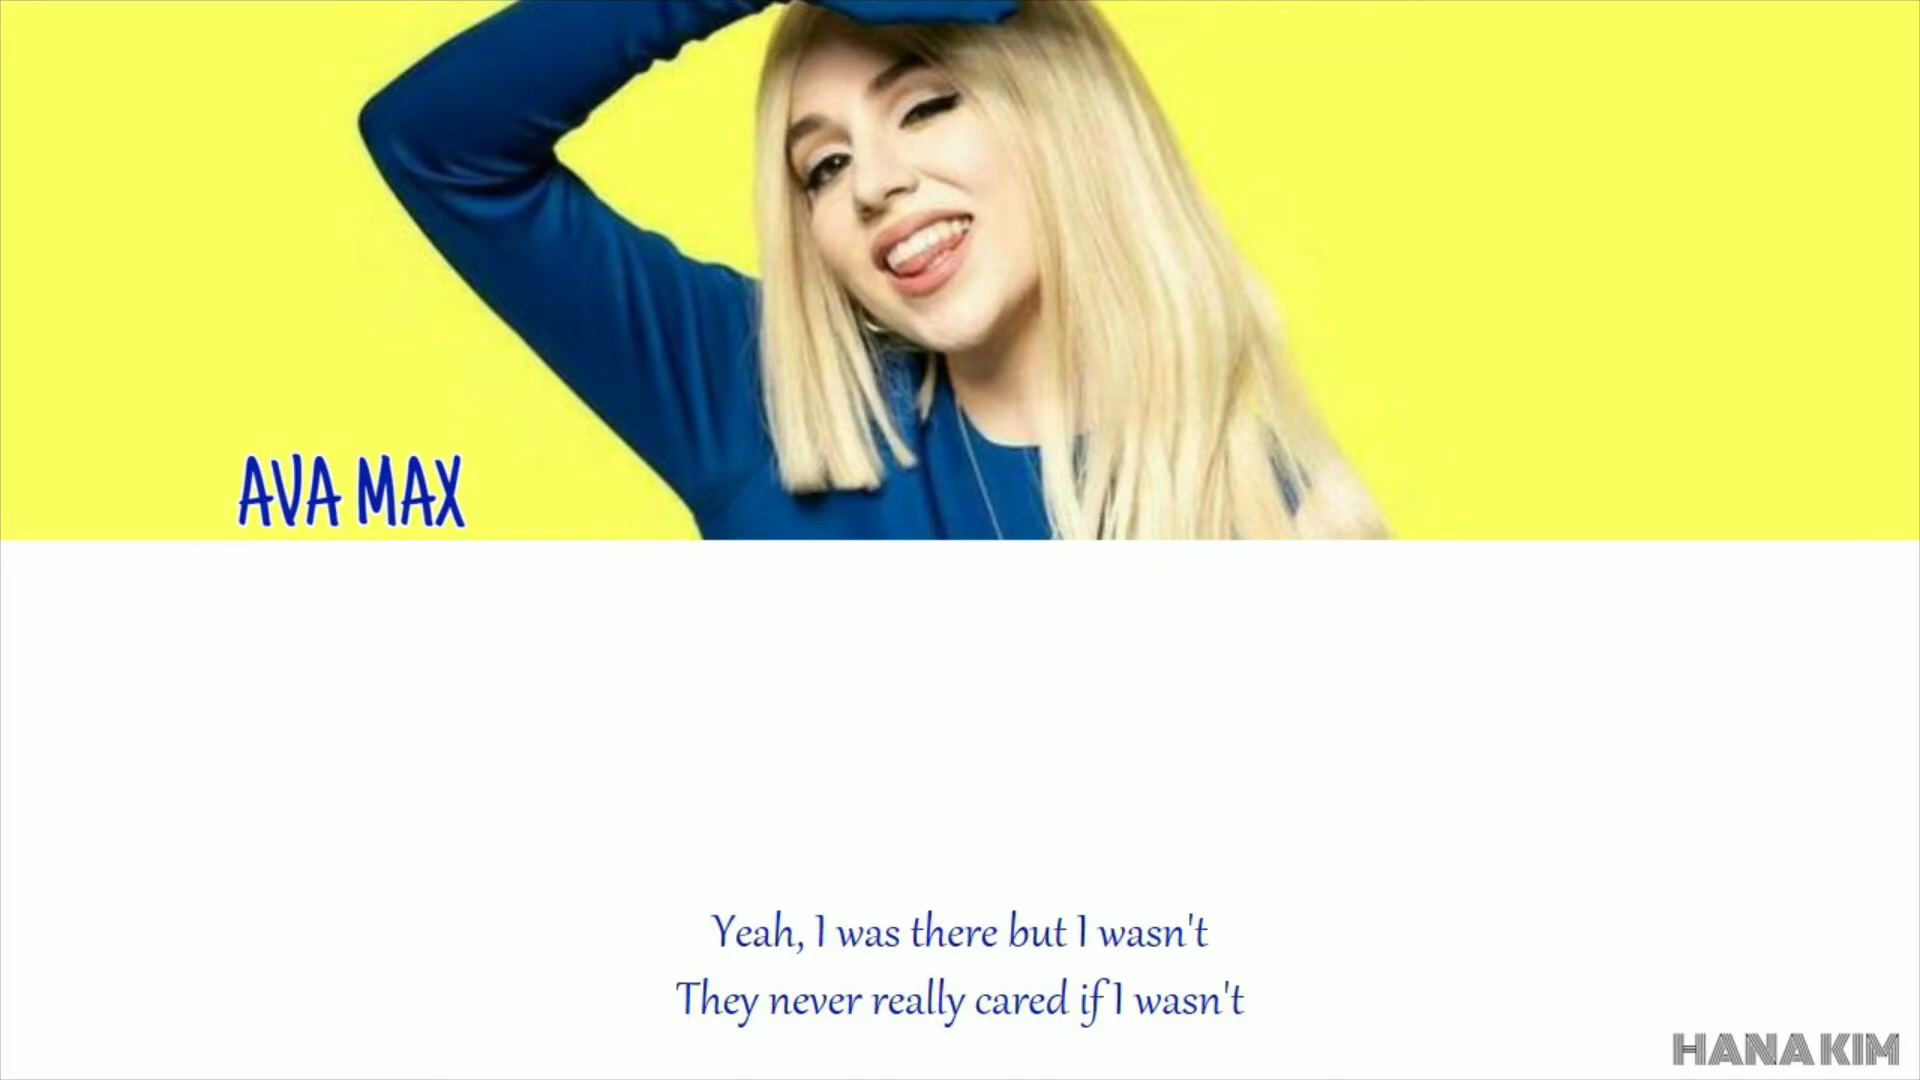 AVA MAX
Yeah, I was there but I wasn't
They never really cared if I wasn't
HANA KIM